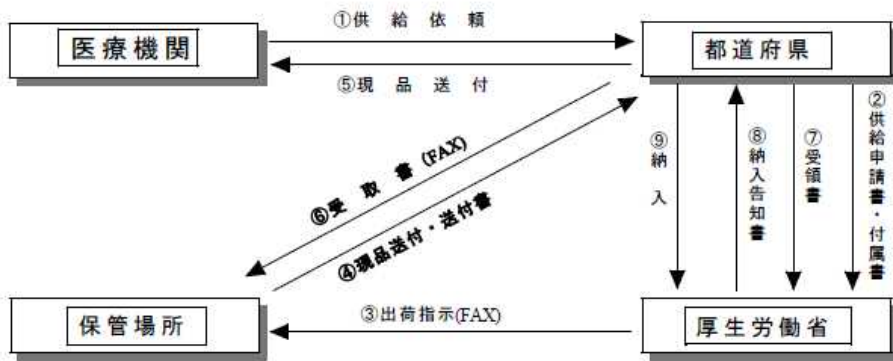 ①供 給 依 頼
医療機関
都道府県
⑤現 品 送 付
⑥受 取 書(FAX)
④現品送付・送付書
⑨納 入
⑧納入告知書
⑦受領書
②供給申請書・付属書
保管場所
③出荷指示(FAX)
厚生労働省